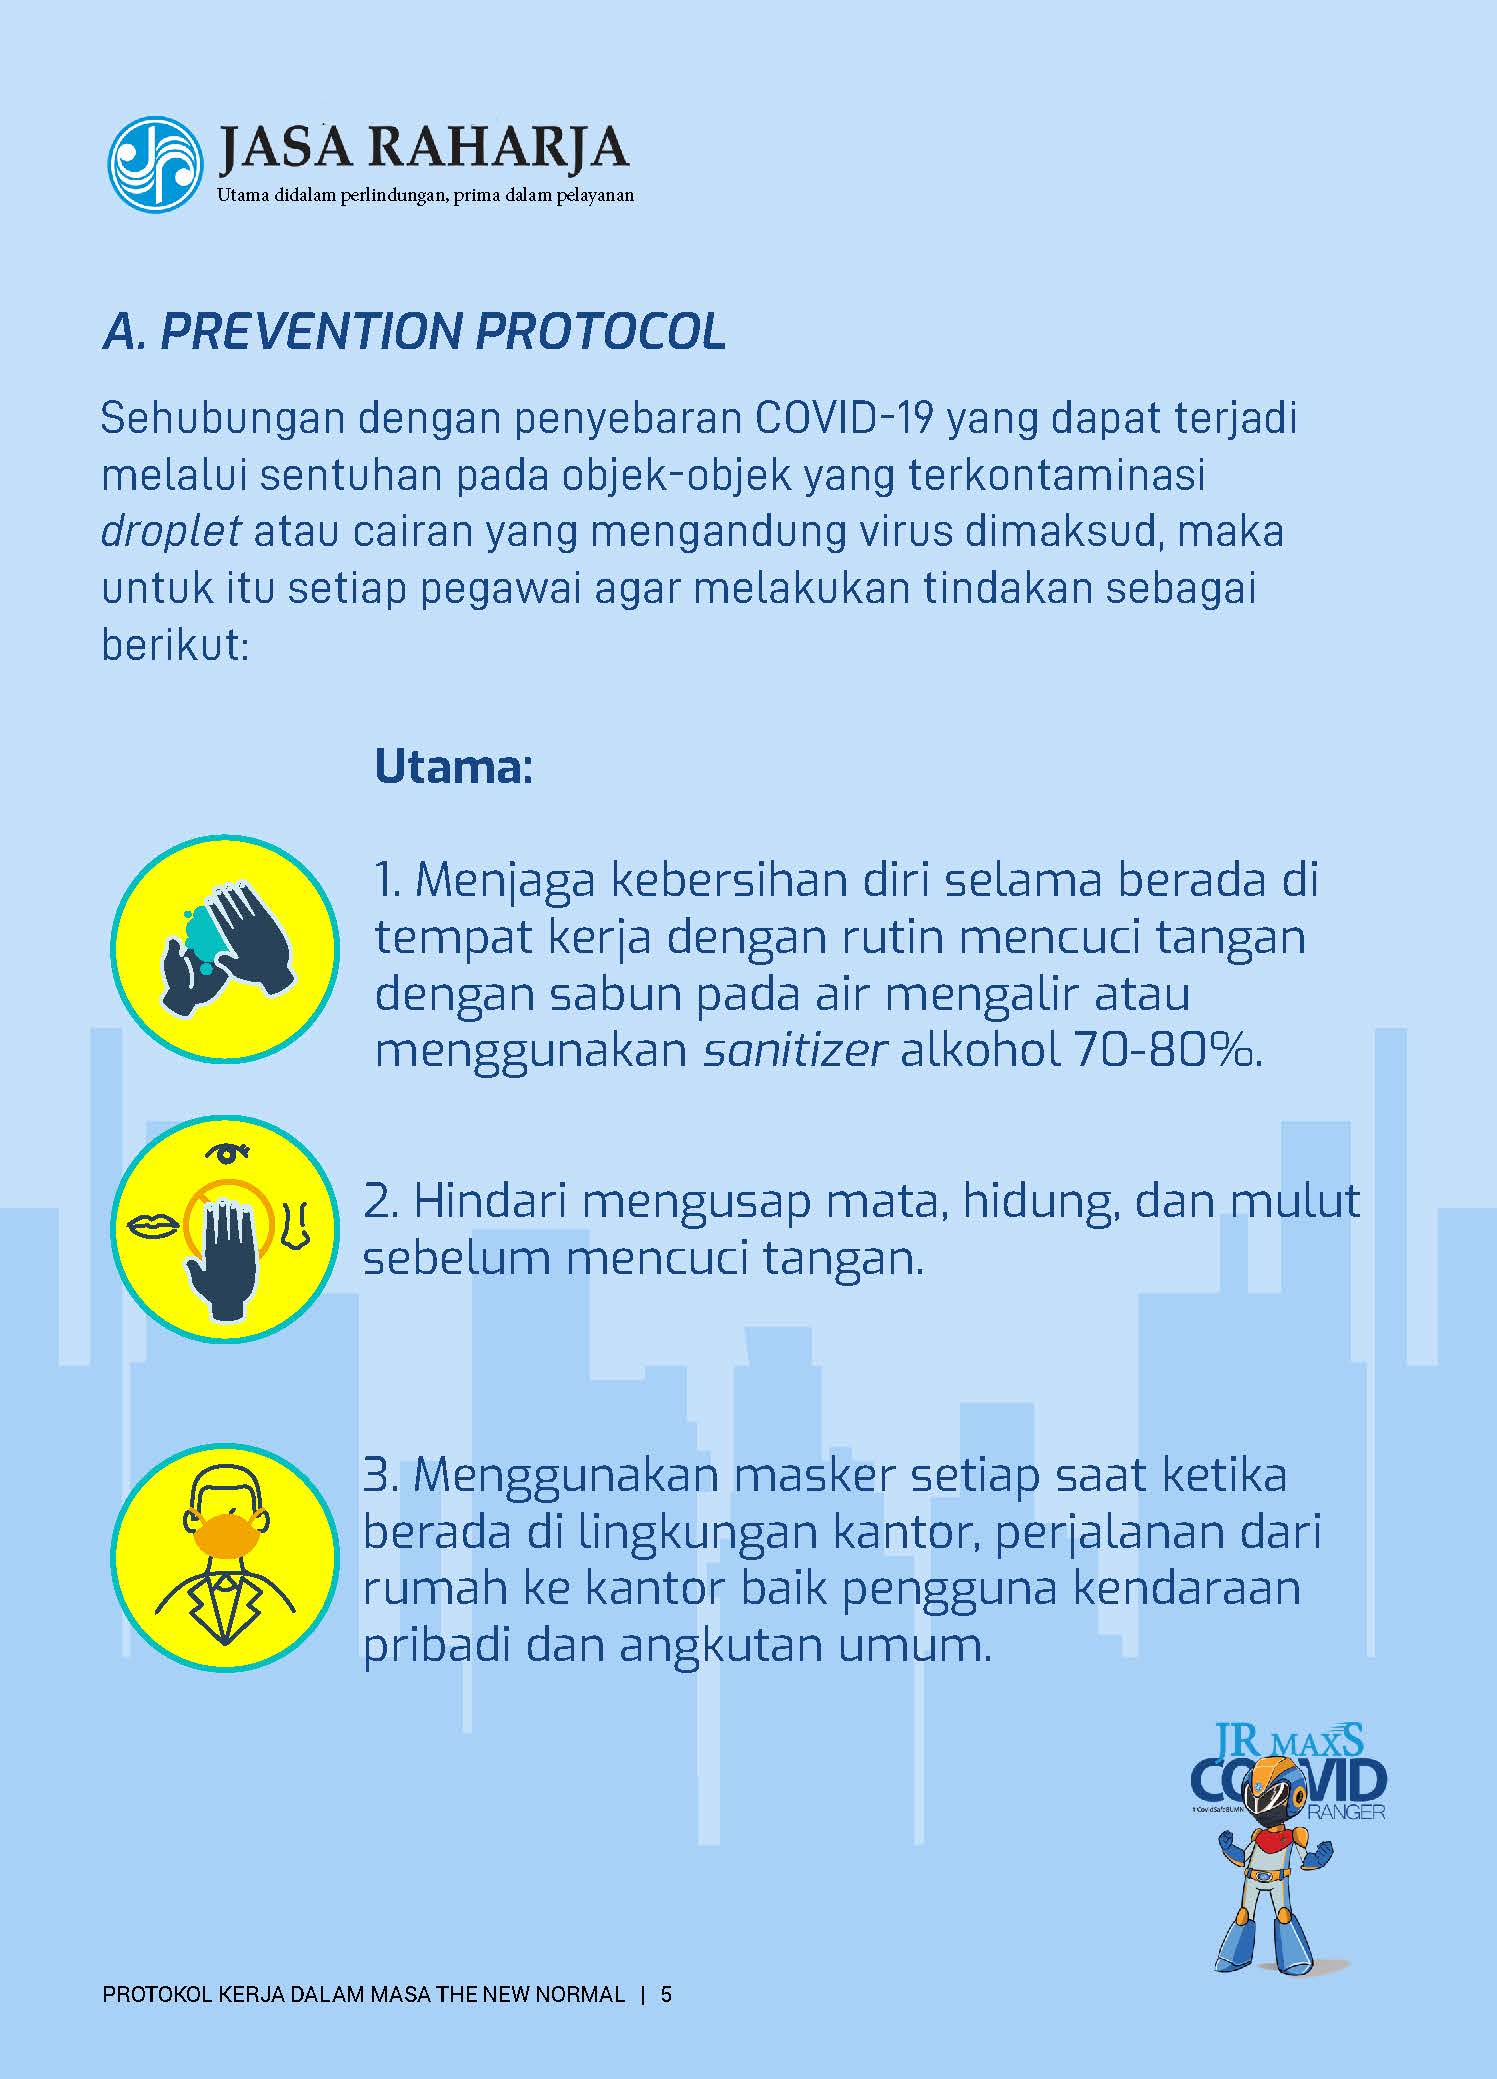 JASA RAHARJA
Utama didalam perlindungan, prima dalam pelayanan
A. PREVENTION PROTOCOL
Sehubungan dengan penyebaran COVID-19 yang dapat terjadi
melalui sentuhan pada objek-objek yang terkontaminasi
droplet atau cairan yang mengandung virus dimaksud, maka
untuk itu setiap pegawai agar melakukan tindakan sebagai
berikut:
Utama:
1. Menjaga kebersihan diri selama berada di
tempat kerja dengan rutin mencuci tangan
dengan sabun pada air mengalir atau
menggunakan sanitizer alkohol 70-80%.
2. Hindari mengusap mata, hidung, dan mulut
sebelum mencuci tangan.
3. Menggunakan masker setiap saat ketika
berada di lingkungan kantor, perjalanan dari
rumah ke kantor baik pengguna kendaraan
pribadi dan angkutan umum.
JR MAXS
COVID
#CovidSafeBUMN
RANGER
PROTOKOL KERJA DALAM MASA THE NEW NORMAL | 5